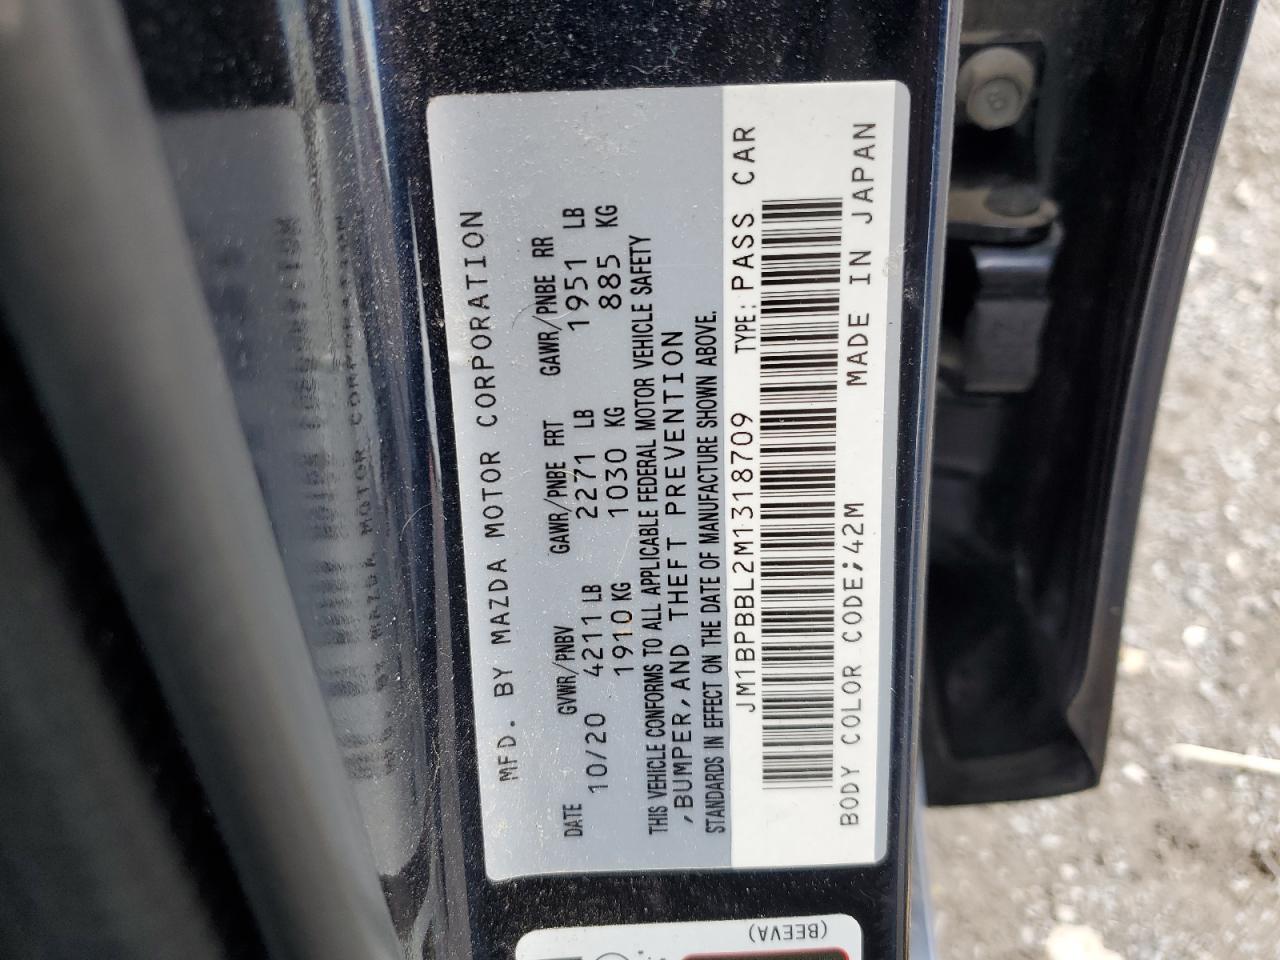 MFD. BY MAZDA MOTOR CORPORATION
DATE GVWR/PNBV GAWR/PNBE FRT GAWR/PNBE RR
10/20 4211 LB 2271 LB 1951 LB
1910 KG 1030 KG 885 KG
THIS VEHICLE CONFORMS TO ALL APPLICABLE FEDERAL MOTOR VEHICLE SAFETY
,BUMPER,AND THEFT PREVENTION
STANDARDS IN EFFECT ON THE DATE OF MANUFACTURE SHOWN ABOVE.
JM1BPBBL2M1318709 TYPE: PASS CAR
BODY COLOR CODE;42M MADE IN JAPAN
(BEEVA)